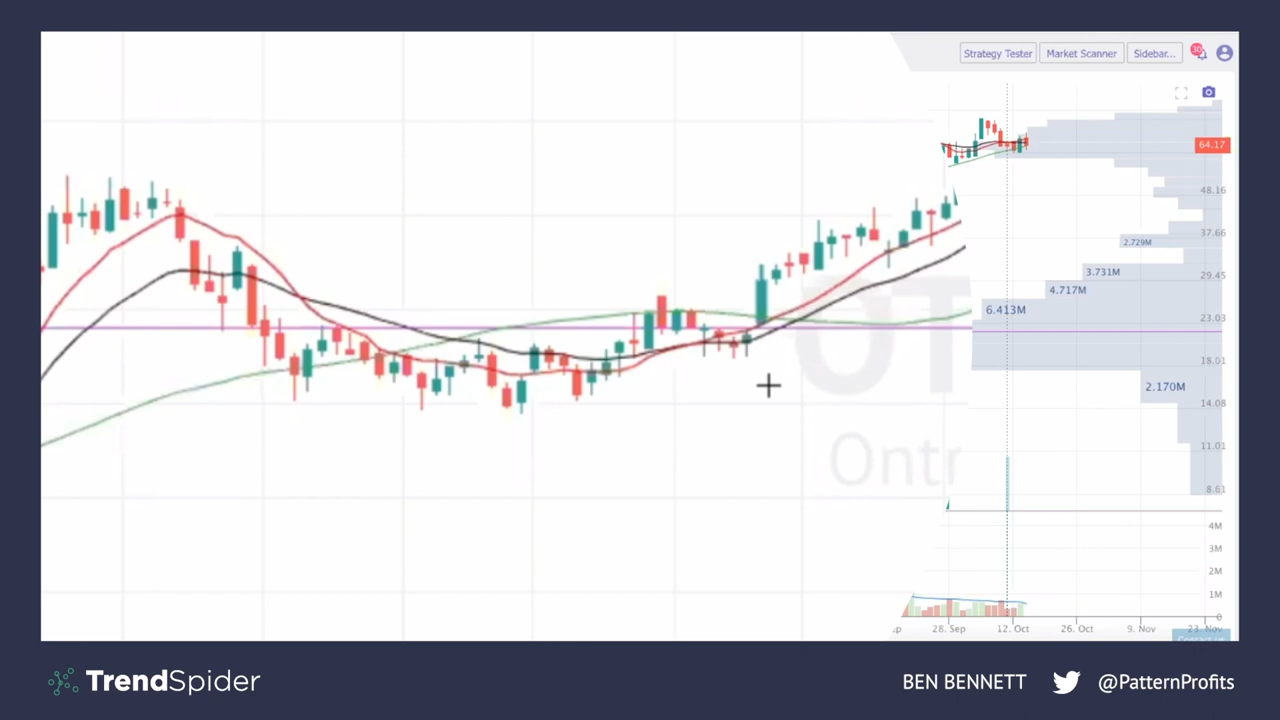 Strategy Tester Market Scanner Sidebar... 30
64.17
48.16
37.66
2.729M
29.45
3.731M
4.717M
6.413M
23.03
18.01
2.170M
14.08
11.01
8.61
OT
Ontr
4M
3M
2M
1M
0
28. Sep 12. Oct 26. Oct 9. Nov 23. Nov
TrendSpider
BEN BENNETT @PatternProfits